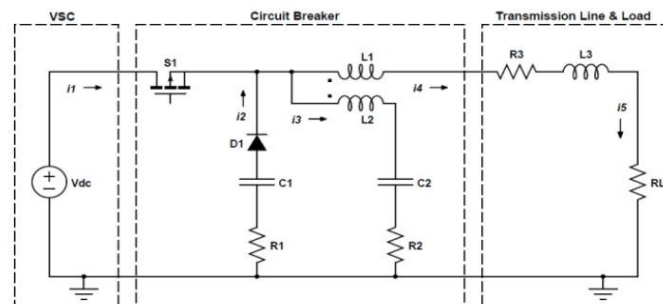 VSC
Circuit Breaker
Transmission Line & Load
S1
L1
R3
L3
i1
i2
i3
i4
i5
L2
D1
Vdc
C1
C2
RL
R1
R2